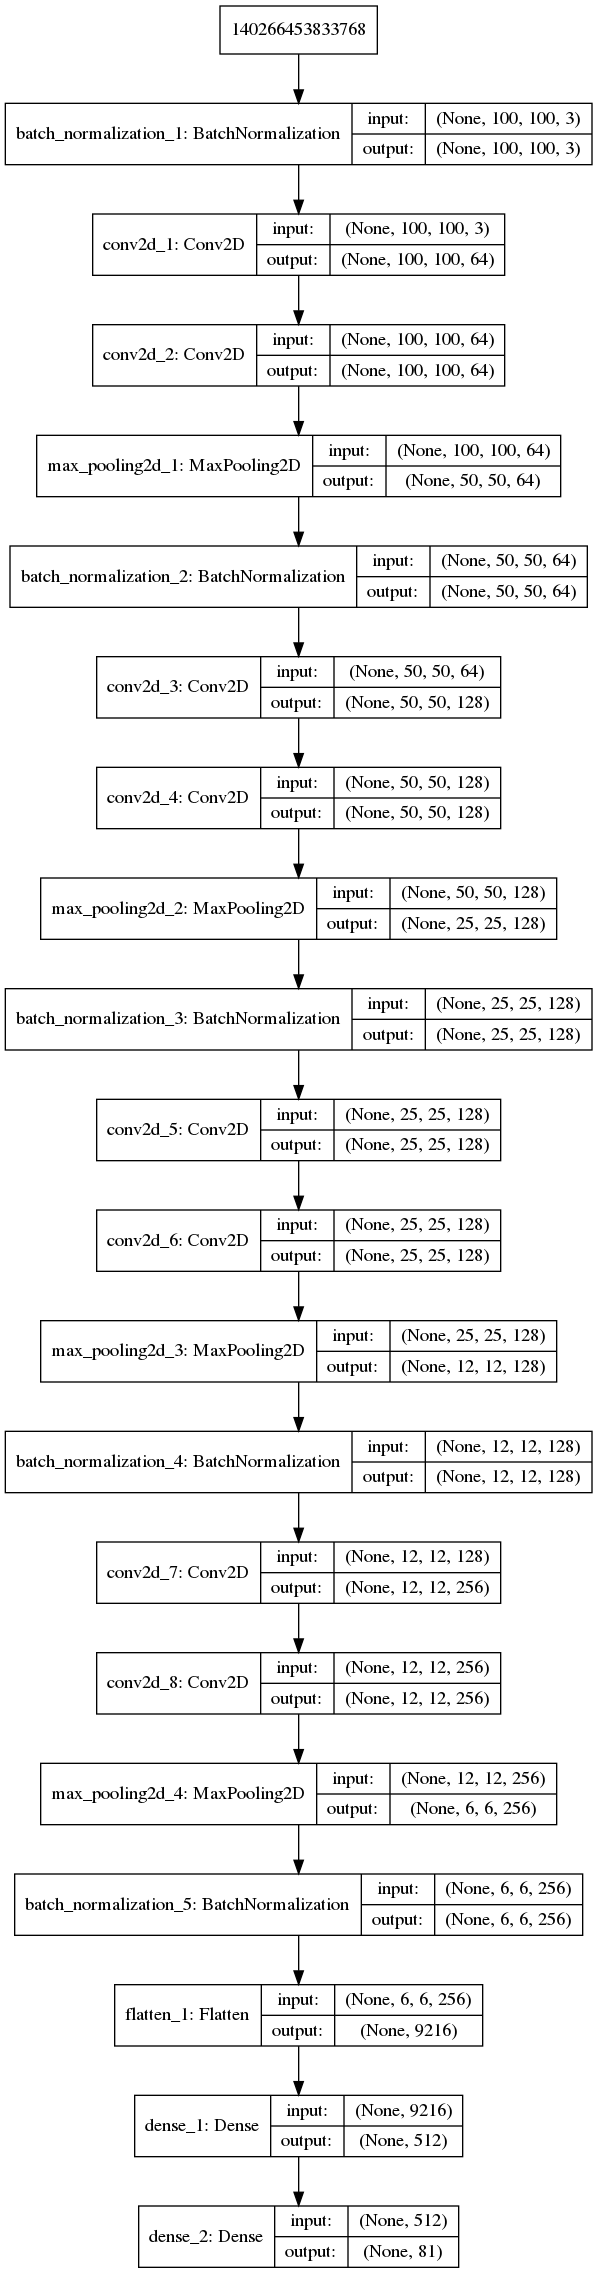 140266453833768
batch_normalization_1: BatchNormalization
input: (None, 100, 100, 3)
output: (None, 100, 100, 3)
conv2d_1: Conv2D
input: (None, 100, 100, 3)
output: (None, 100, 100, 64)
conv2d_2: Conv2D
input: (None, 100, 100, 64)
output: (None, 100, 100, 64)
max_pooling2d_1: MaxPooling2D
input: (None, 100, 100, 64)
output: (None, 50, 50, 64)
batch_normalization_2: BatchNormalization
input: (None, 50, 50, 64)
output: (None, 50, 50, 64)
conv2d_3: Conv2D
input: (None, 50, 50, 64)
output: (None, 50, 50, 128)
conv2d_4: Conv2D
input: (None, 50, 50, 128)
output: (None, 50, 50, 128)
max_pooling2d_2: MaxPooling2D
input: (None, 50, 50, 128)
output: (None, 25, 25, 128)
batch_normalization_3: BatchNormalization
input: (None, 25, 25, 128)
output: (None, 25, 25, 128)
conv2d_5: Conv2D
input: (None, 25, 25, 128)
output: (None, 25, 25, 128)
conv2d_6: Conv2D
input: (None, 25, 25, 128)
output: (None, 25, 25, 128)
max_pooling2d_3: MaxPooling2D
input: (None, 25, 25, 128)
output: (None, 12, 12, 128)
batch_normalization_4: BatchNormalization
input: (None, 12, 12, 128)
output: (None, 12, 12, 128)
conv2d_7: Conv2D
input: (None, 12, 12, 128)
output: (None, 12, 12, 256)
conv2d_8: Conv2D
input: (None, 12, 12, 256)
output: (None, 12, 12, 256)
max_pooling2d_4: MaxPooling2D
input: (None, 12, 12, 256)
output: (None, 6, 6, 256)
batch_normalization_5: BatchNormalization
input: (None, 6, 6, 256)
output: (None, 6, 6, 256)
flatten_1: Flatten
input: (None, 6, 6, 256)
output: (None, 9216)
dense_1: Dense
input: (None, 9216)
output: (None, 512)
dense_2: Dense
input: (None, 512)
output: (None, 81)